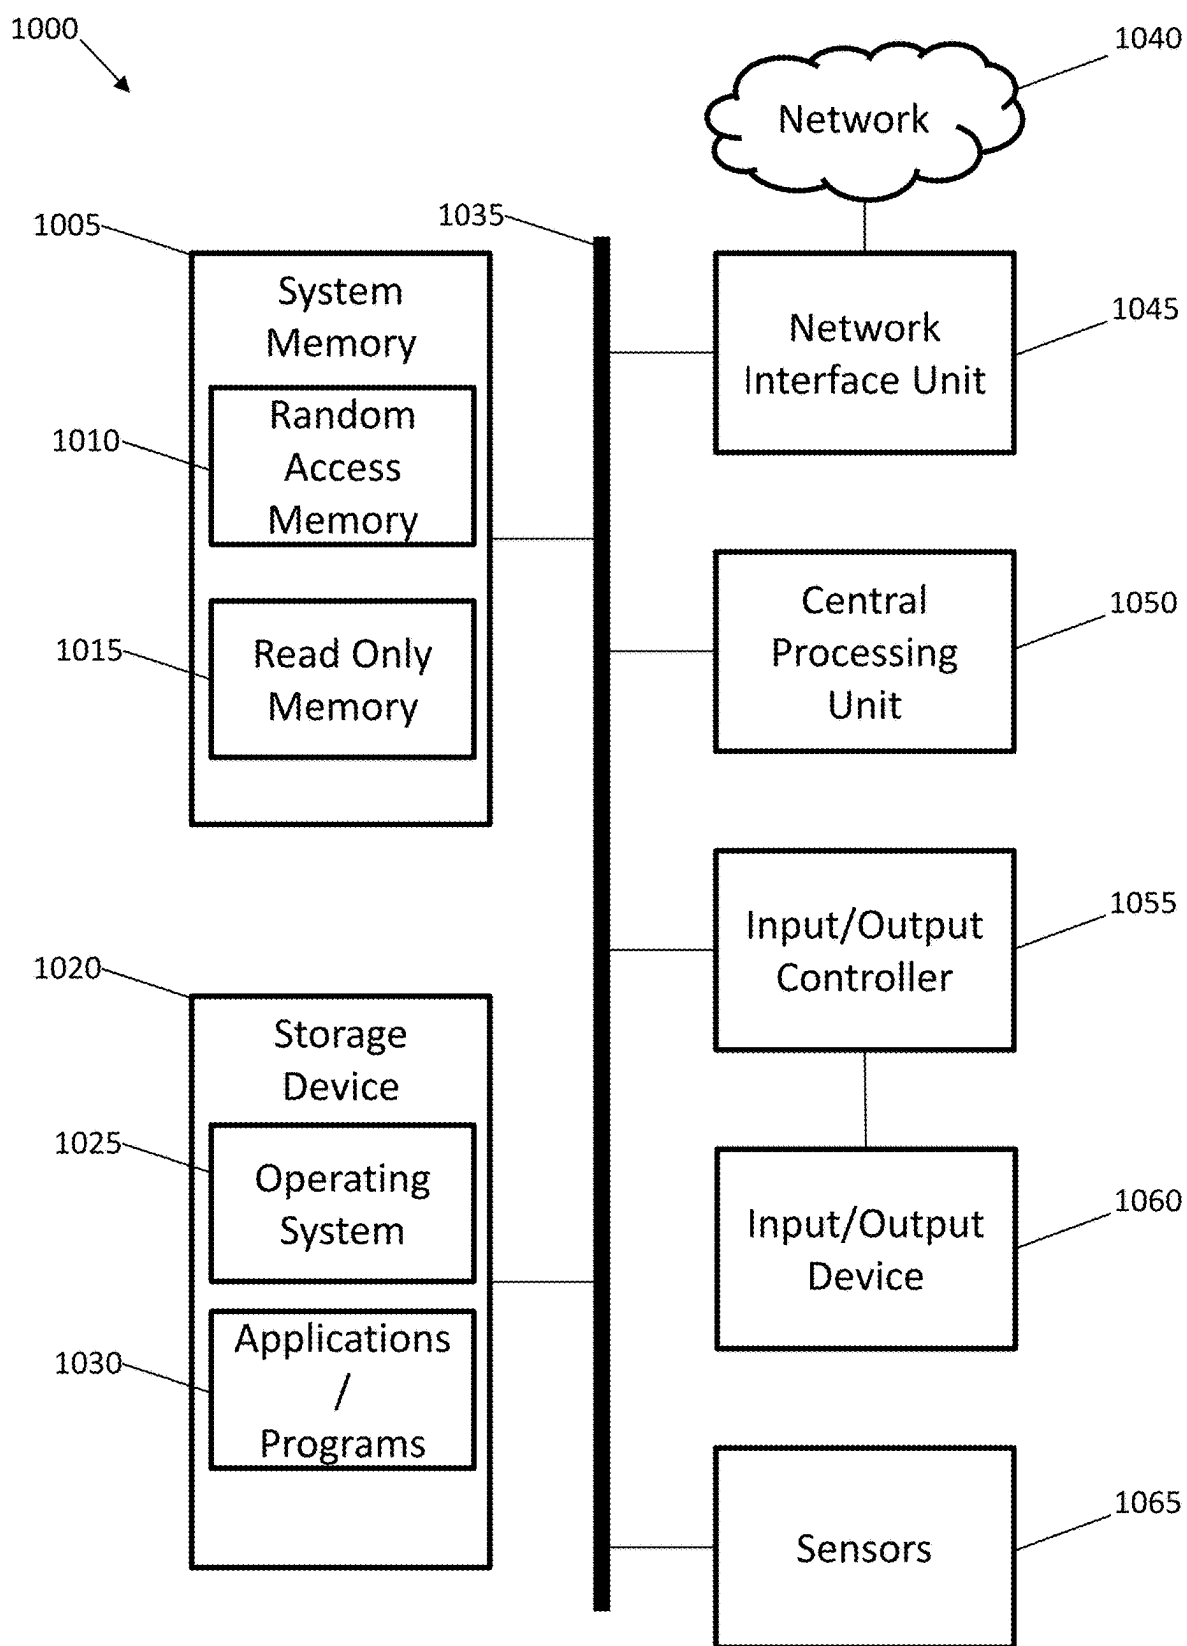 1000
1040
Network
1005
1035
System
Memory
1045
Network
Interface Unit
1010
Random
Access
Memory
1050
Central
Processing
Unit
1015
Read Only
Memory
1055
Input/Output
Controller
1020
Storage
Device
1025
Operating
System
1060
Input/Output
Device
1030
Applications
/
Programs
1065
Sensors